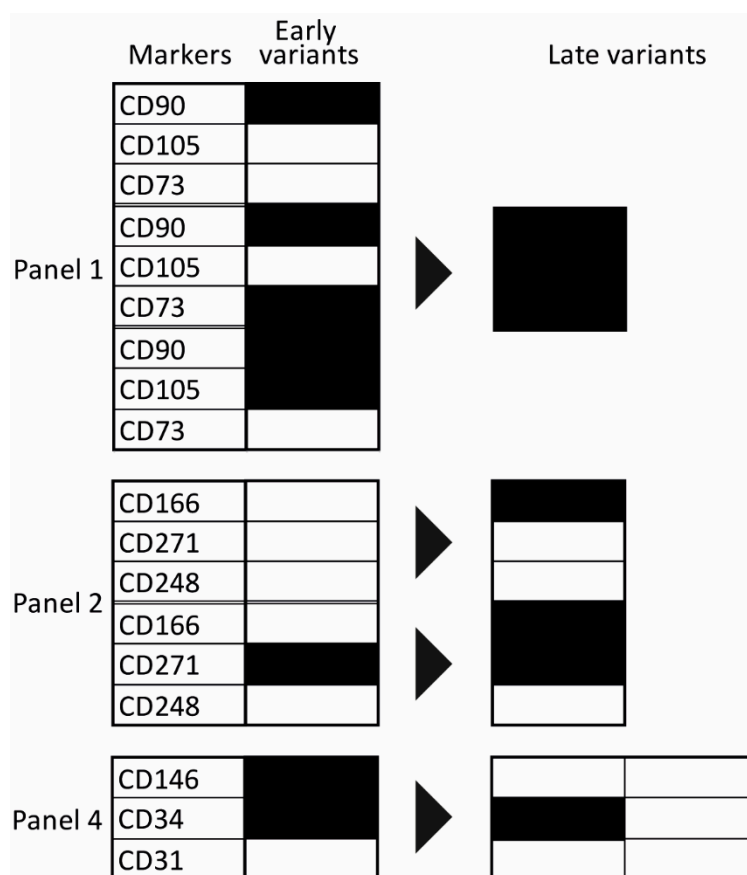 Markers Early variants Late variants
CD90
CD105
CD73
CD90
Panel 1 CD105
CD73
CD90
CD105
CD73
CD166
CD271
CD248
Panel 2
CD166
CD271
CD248
CD146
Panel 4 CD34
CD31